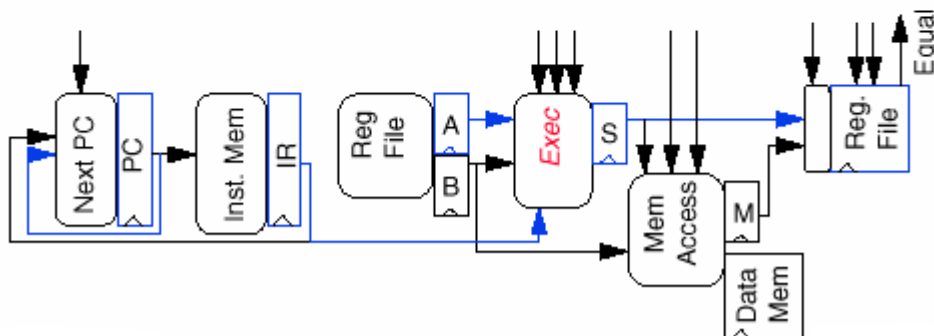 Next PC
PC
Inst. Mem
IR
Reg
File
A
B
Exec
S
Mem
Access
M
Data
Mem
Reg.
File
Equal